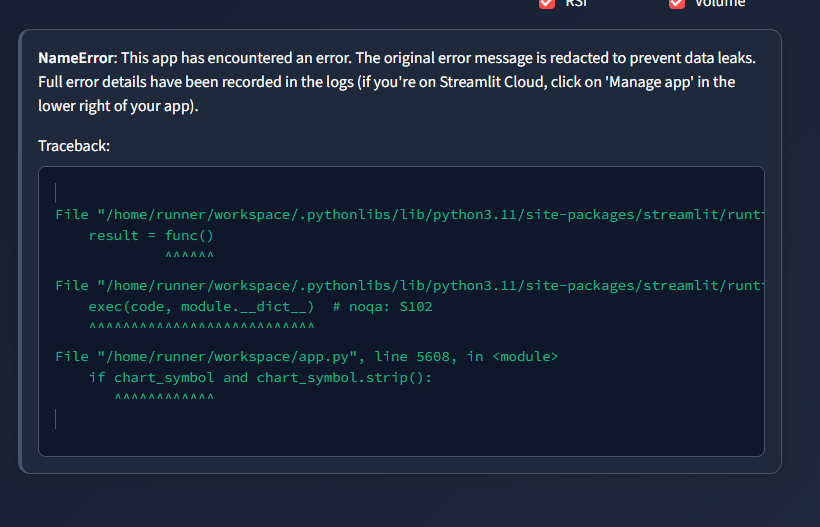 RSI
Volume
NameError: This app has encountered an error. The original error message is redacted to prevent data leaks.
Full error details have been recorded in the logs (if you're on Streamlit Cloud, click on 'Manage app' in the
lower right of your app).
Traceback:
File "/home/runner/workspace/.pythonlibs/lib/python3.11/site-packages/streamlit/runt
result = func()
^^^^^^
File "/home/runner/workspace/.pythonlibs/lib/python3.11/site-packages/streamlit/runt
exec(code, module.__dict__)  # noqa: S102
^^^^^^^^^^^^^^^^^^^^^^^^^^^
File "/home/runner/workspace/app.py", line 5608, in <module>
if chart_symbol and chart_symbol.strip():
^^^^^^^^^^^^